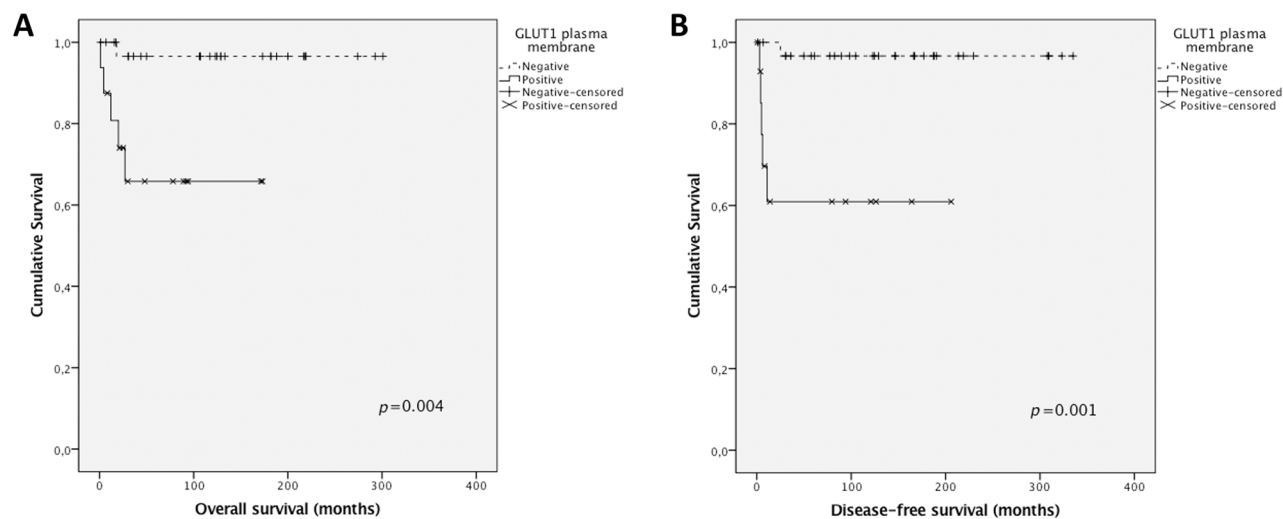 A
GLUT1 plasma
membrane
Negative
Positive
Negative-censored
Positive-censored
1,0
0,8
0,6
0,4
0,2
0,0
Cumulative Survival
p=0.004
0 100 200 300 400
Overall survival (months)
B
GLUT1 plasma
membrane
Negative
Positive
Negative-censored
Positive-censored
1,0
0,8
0,6
0,4
0,2
0,0
Cumulative Survival
p=0.001
0 100 200 300 400
Disease-free survival (months)